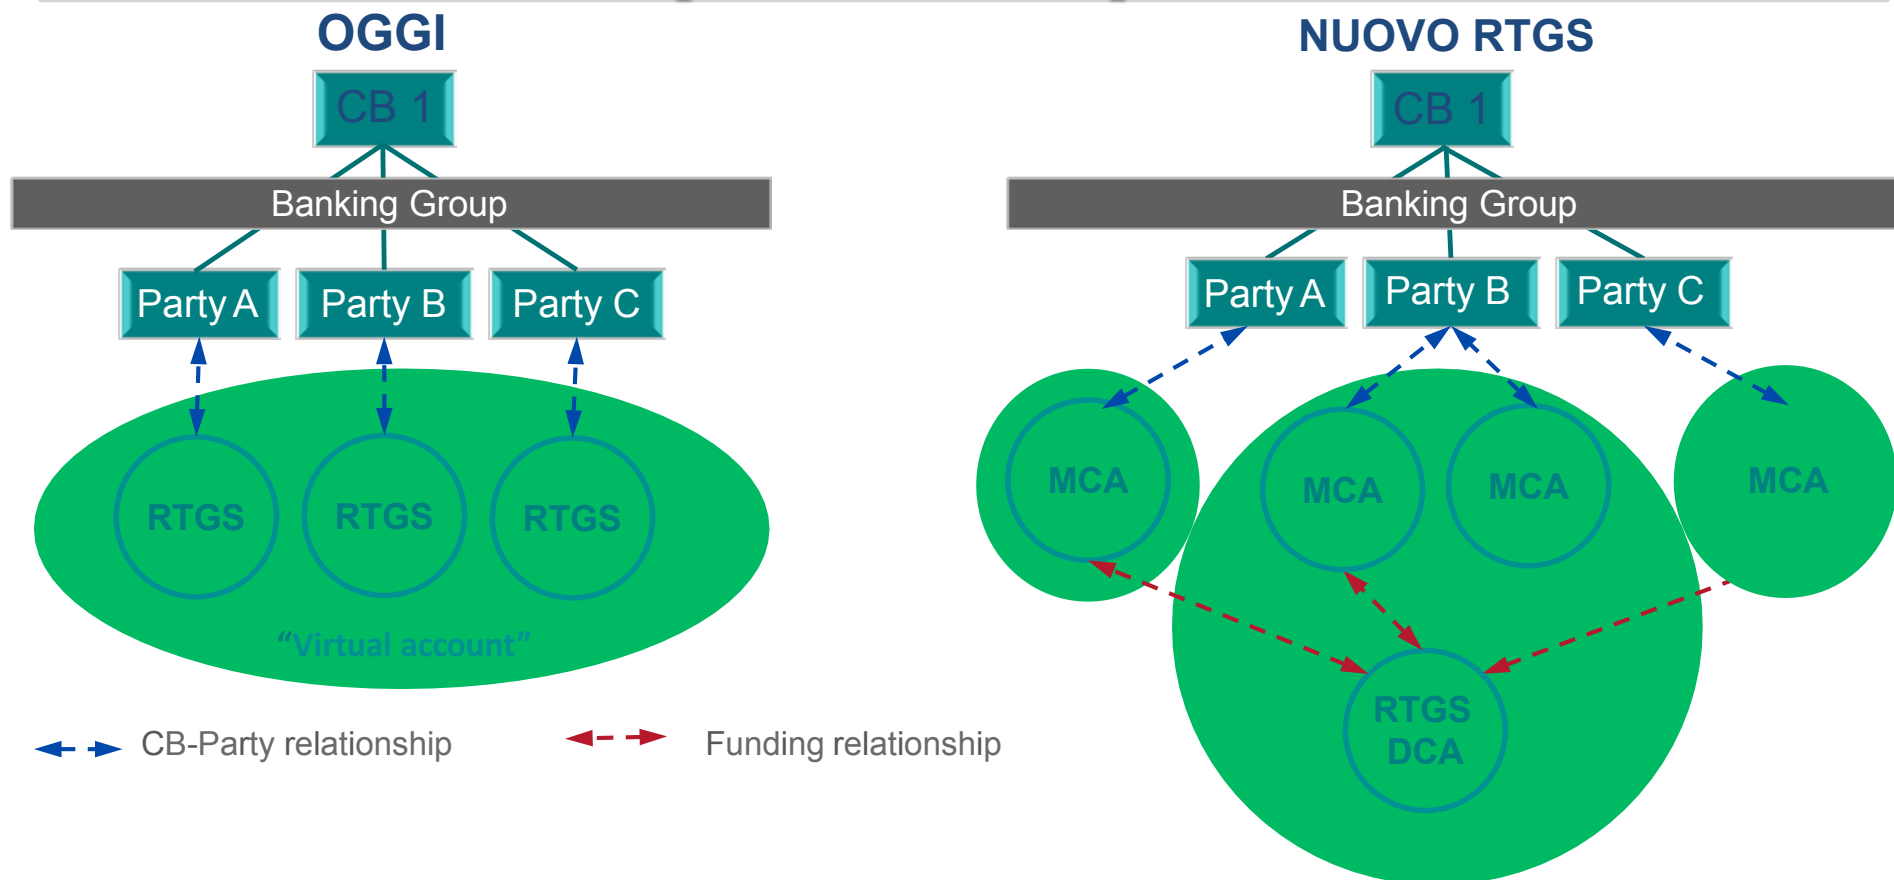 OGGI
CB 1
Banking Group
Party A
Party B
Party C
RTGS
RTGS
RTGS
“Virtual account”
CB-Party relationship
Funding relationship
NUOVO RTGS
CB 1
Banking Group
Party A
Party B
Party C
MCA
MCA
MCA
MCA
RTGS
DCA